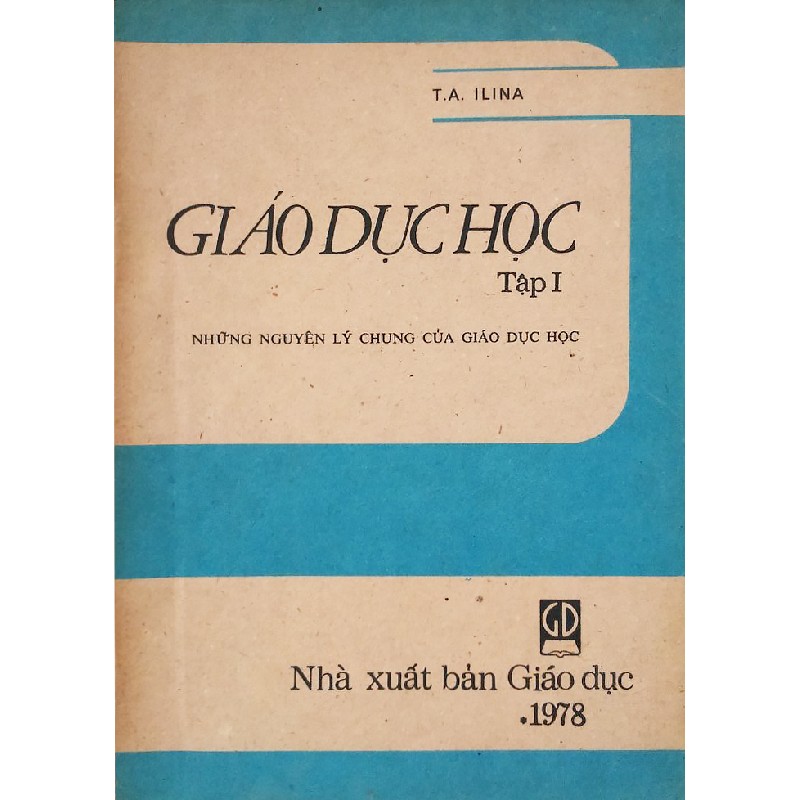 T.A. ILINA
GIÁO DỤC HỌC
Tập I
NHỮNG NGUYÊN LÝ CHUNG CỦA GIÁO DỤC HỌC
GD
Nhà xuất bản Giáo dục
.1978